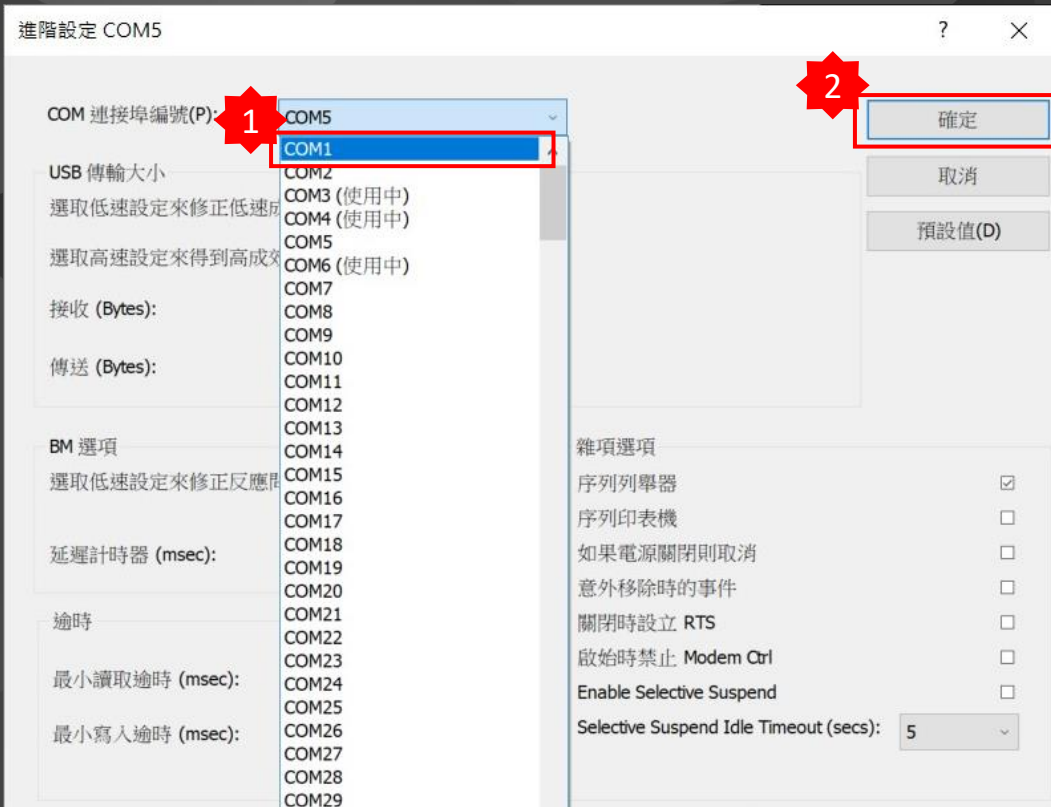 進階設定 COM5
?
2
COM 連接埠編號(P):
1
COM5
確定
COM1
USB 傳輸大小
COM2
取消
選取低速設定來修正低速
COM3 (使用中)
COM4 (使用中)
預設值(D)
COM5
選取高速設定來得到高成
COM6 (使用中)
COM7
接收 (Bytes):
COM8
COM9
COM10
傳送 (Bytes):
COM11
COM12
COM13
BM 選項
COM14
雜項選項
選取低速設定來修正反應
COM15
序列列舉器
COM16
COM17
序列印表機
COM18
延遲計時器 (msec):
如果電源關閉則取消
COM19
COM20
意外移除時的事件
COM21
逾時
關閉時設立 RTS
COM22
COM23
啟始時禁止 Modem Ctrl
最小讀取逾時 (msec):
COM24
Enable Selective Suspend
COM25
COM26
Selective Suspend Idle Timeout (secs):
5
最小寫入逾時 (msec):
COM27
COM28
COM29